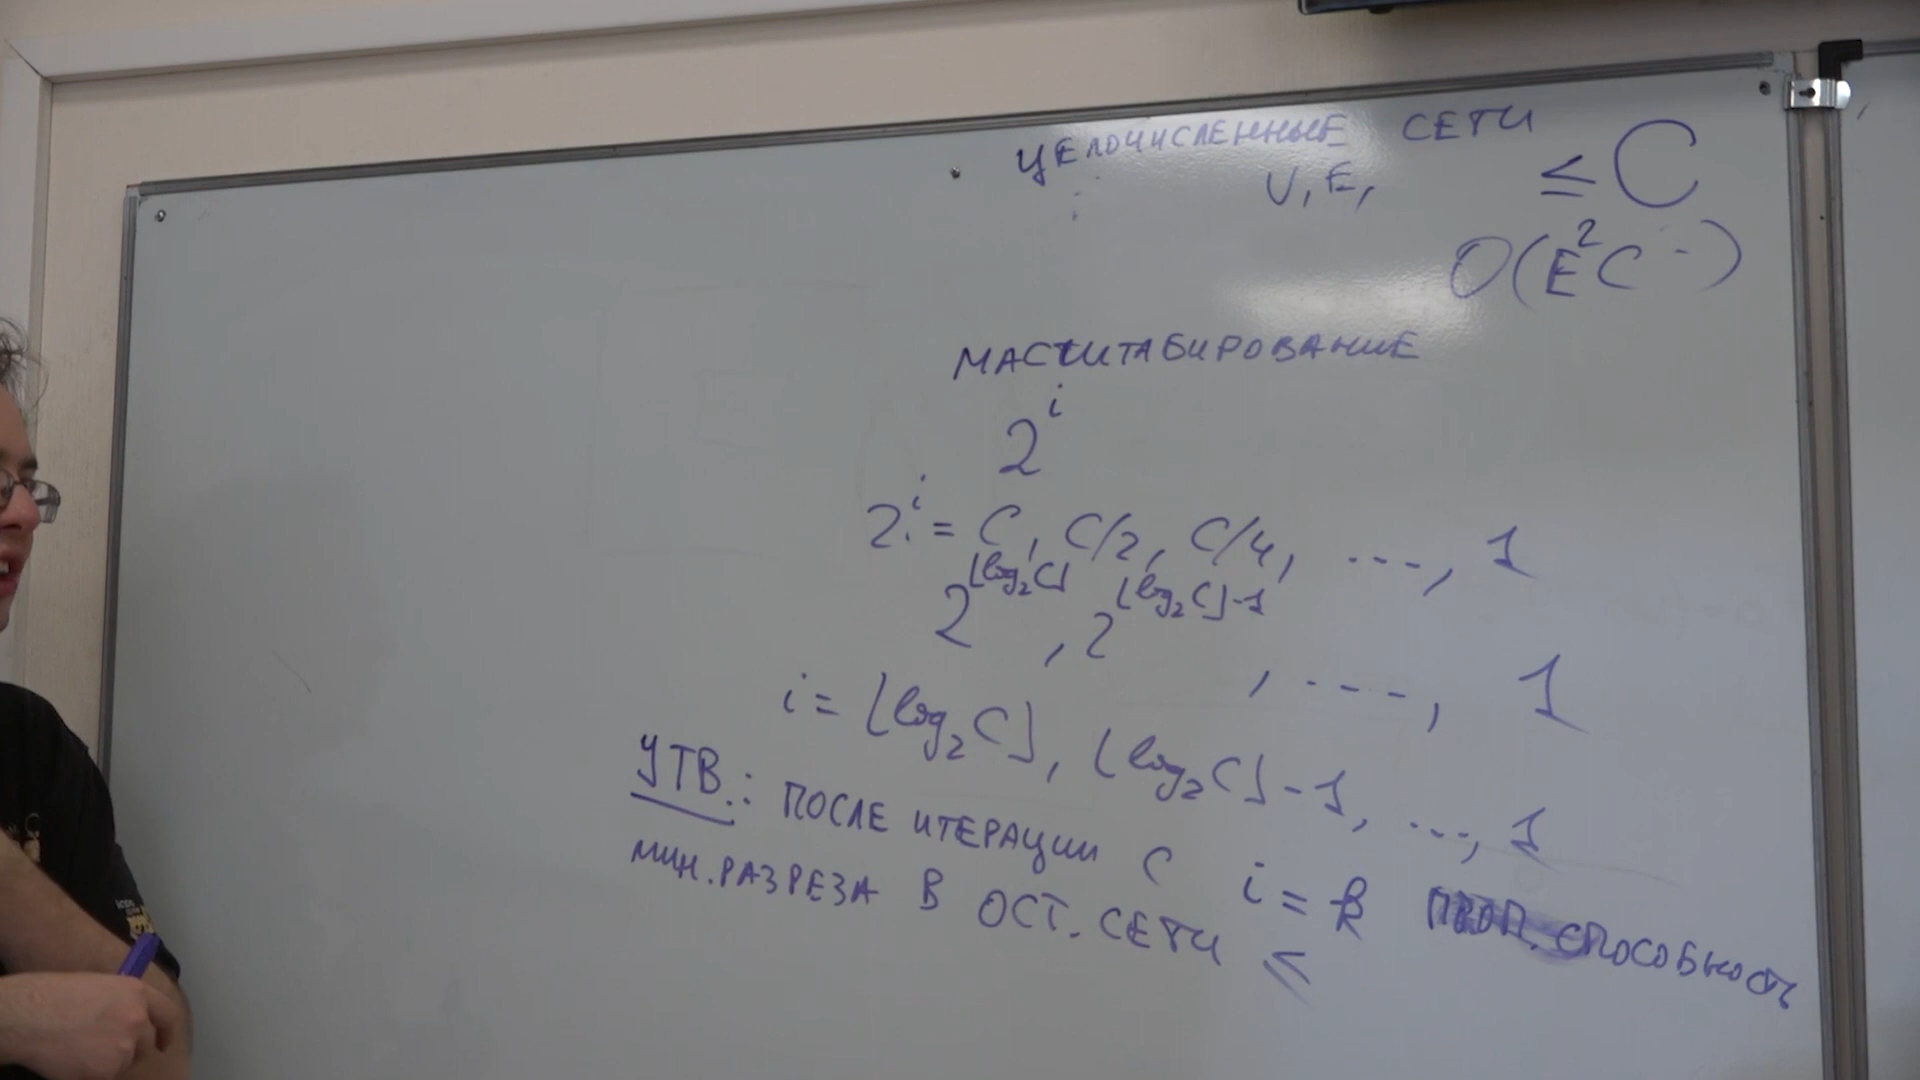 ЦЕЛОЧИСЛЕННЫЕ СЕТИ
V, E, ≤ C
O(E² C )
МАСШТАБИРОВАНИЕ
2^i
2^i = C, C/2, C/4, ..., 1
2^⌊log₂C⌋, 2^⌊log₂C⌋-1, ..., 1
i = ⌊log₂C⌋, ⌊log₂C⌋-1, ..., 1
УТВ.: ПОСЛЕ ИТЕРАЦИИ С i = k ПРОП. СПОСОБНОСТЬ
МИН. РАЗРЕЗА В ОСТ. СЕТИ ≤